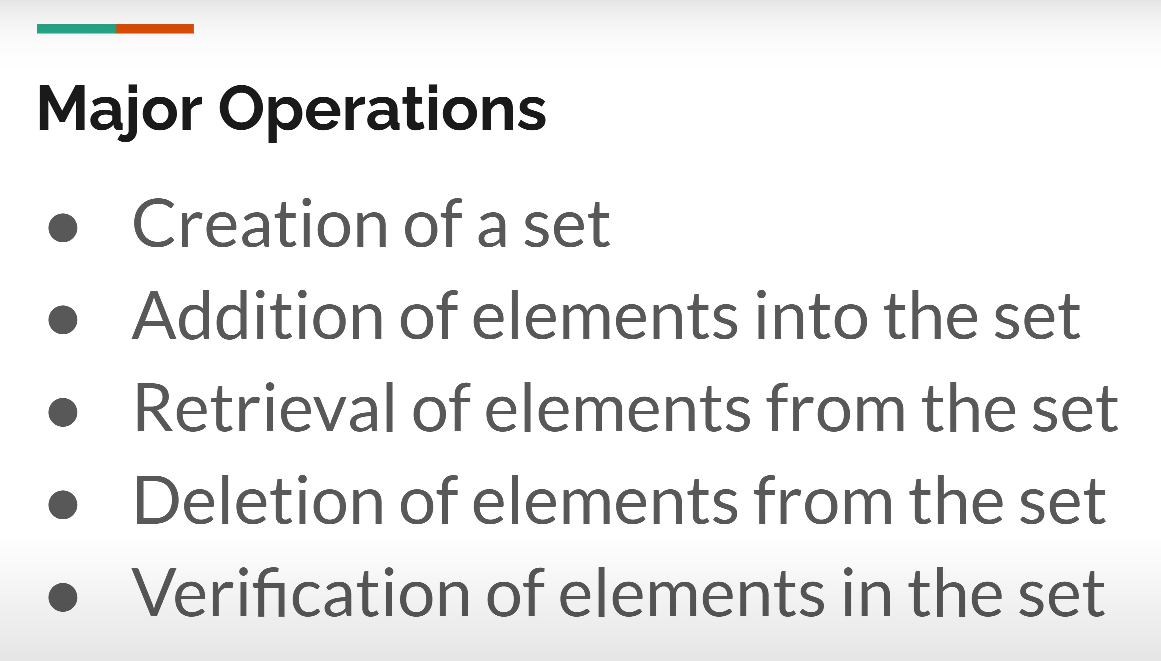 Major Operations
● Creation of a set
● Addition of elements into the set
● Retrieval of elements from the set
● Deletion of elements from the set
● Verification of elements in the set